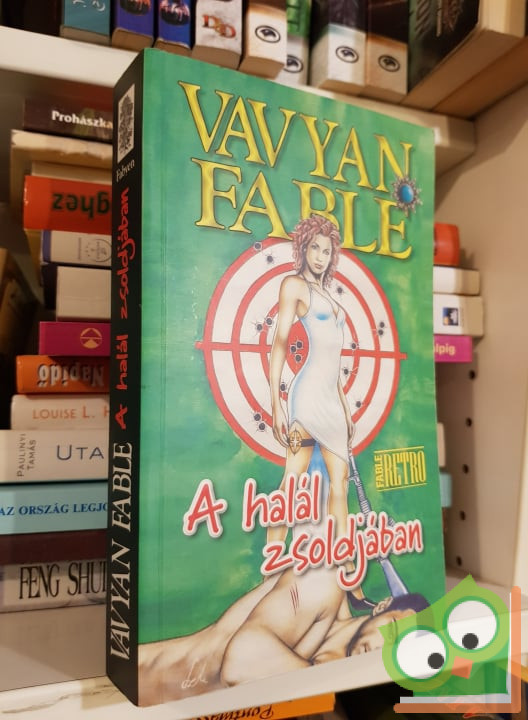 VAVYAN
FABLE
FABLE
RETRO
A halál
zsoldjában
Fabyen
A halál zsoldjában
VAVYAN FABLE
Prohászka
Napidő
LOUISE L. H
PAULINYI
TAMÁS
UTA
AZ ORSZÁG LEGJO
FENG SHUI
D&D